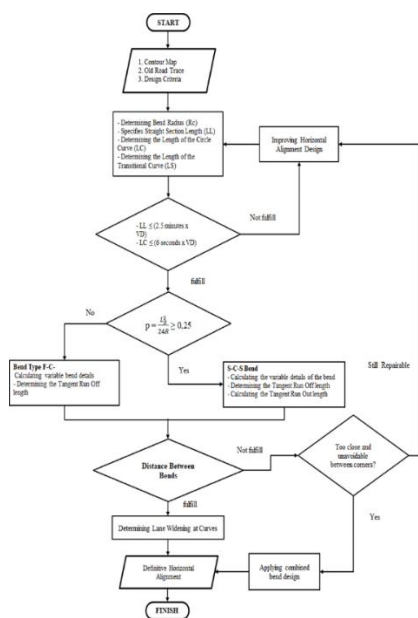 START
1. Contour Map
2. Old Road Trace
3. Design Criteria
- Determining Bend Radius (Rc)
- Specifies Straight Section Length (LL)
- Determining the Length of the Circle
Curve (LC)
- Determining the Length of the
Transitional Curve (LS)
Improving Horizontal
Alignment Design
- LL ≤ (2.5 minutes x
VD)
- LC ≤ (6 seconds x VD)
Not fulfill
fulfill
No
p = LS²/24R ≥ 0,25
Yes
Still Repairable
Bend Type F-C-
Calculating variable bend details
- Determining the Tangent Run Off
length
S-C-S Bend
- Calculating the variable details of the bend
- Determining the Tangent Run Off length
- Calculating the Tangent Run Out length
Distance Between
Bends
Not fulfill
Too close and
unavoidable
between corners?
fulfill
Yes
Determining Lane Widening at Curves
Definitive Horizontal
Alignment
Applying combined
bend design
FINISH